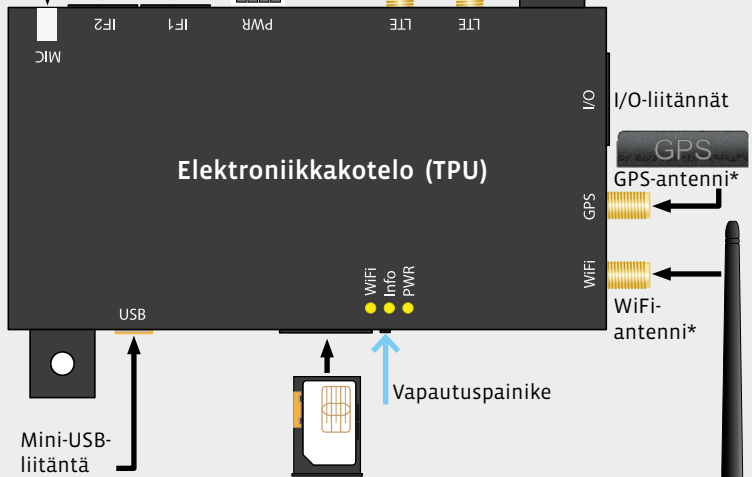 IF2
IF1
PWR
LTE
LTE
MIC
I/O
I/O-liitännät
GPS
GPS-antenni*
Elektroniikkakotelo (TPU)
GPS
WiFi
WiFi
Info
PWR
WiFi-
antenni*
USB
Vapautuspainike
Mini-USB-
liitäntä